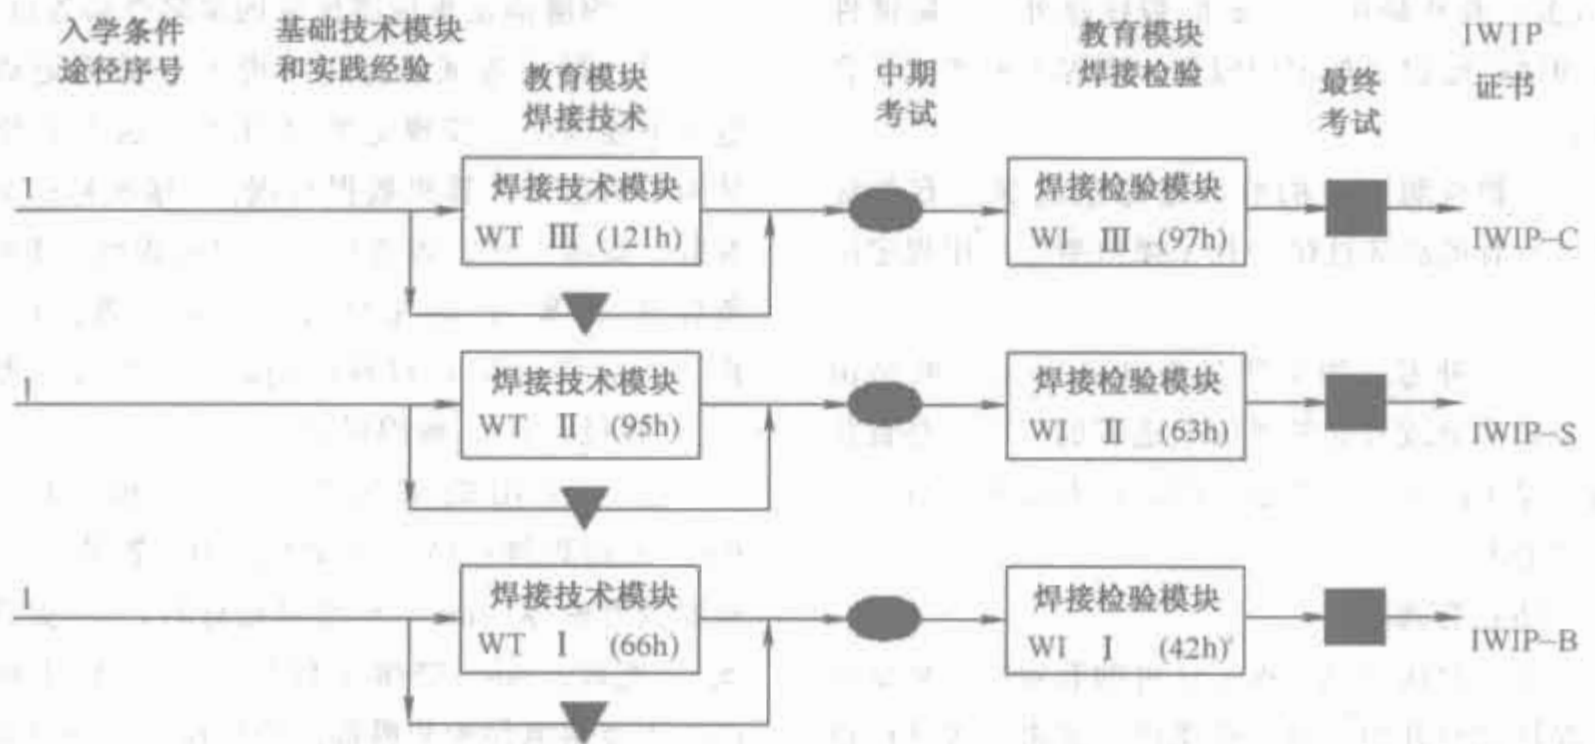 入学条件
途径序号
基础技术模块
和实践经验
教育模块
焊接技术
中期
考试
教育模块
焊接检验
最终
考试
IWIP
证书
1
焊接技术模块
WT Ⅲ (121h)
焊接检验模块
WI Ⅲ (97h)
IWIP-C
1
焊接技术模块
WT Ⅱ (95h)
焊接检验模块
WI Ⅱ (63h)
IWIP-S
1
焊接技术模块
WT Ⅰ (66h)
焊接检验模块
WI Ⅰ (42h)
IWIP-B